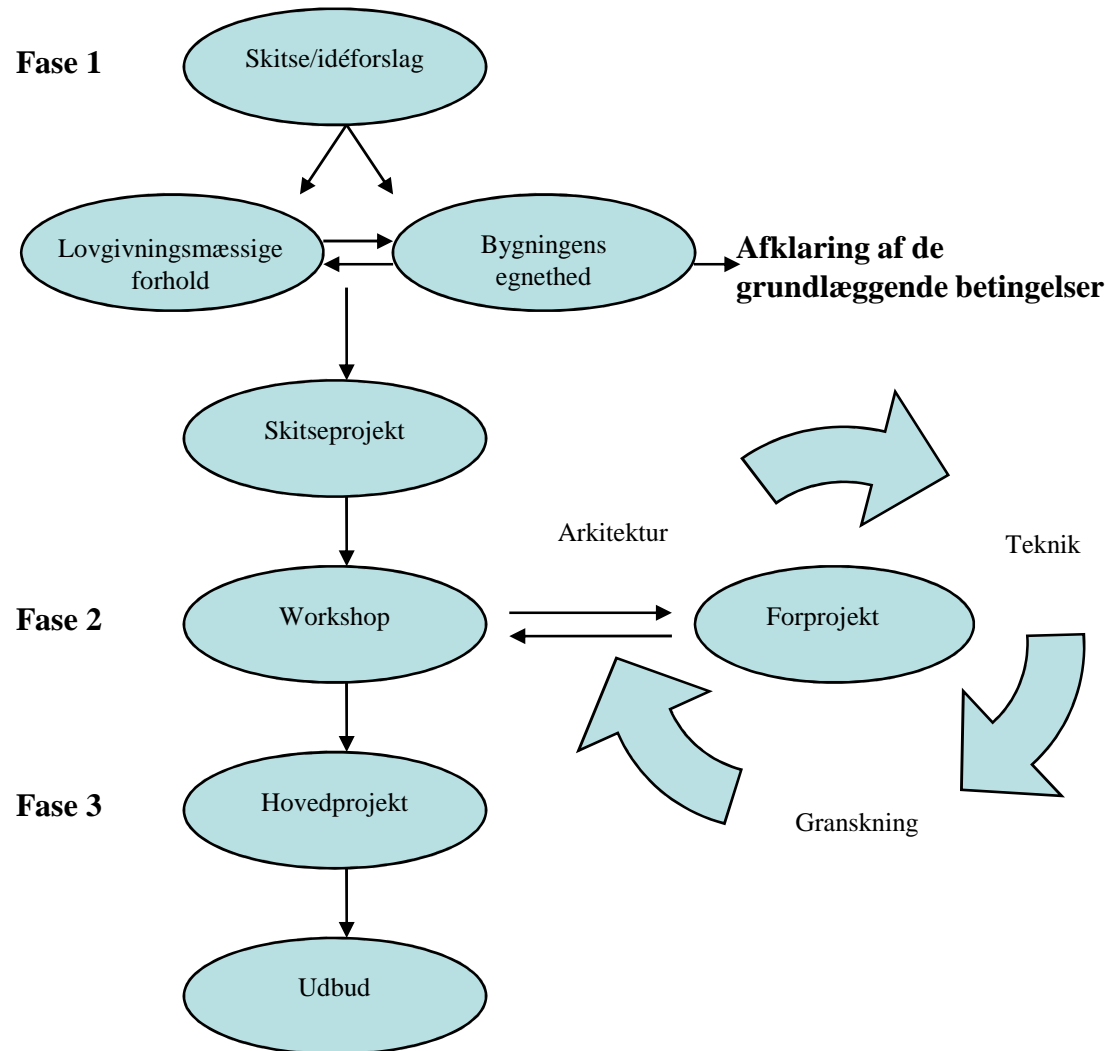 Fase 1
Skitse/idéforslag
Lovgivningsmæssige
forhold
Bygningens
egnethed
Afklaring af de
grundlæggende betingelser
Skitseprojekt
Arkitektur
Teknik
Fase 2
Workshop
Forprojekt
Fase 3
Hovedprojekt
Granskning
Udbud